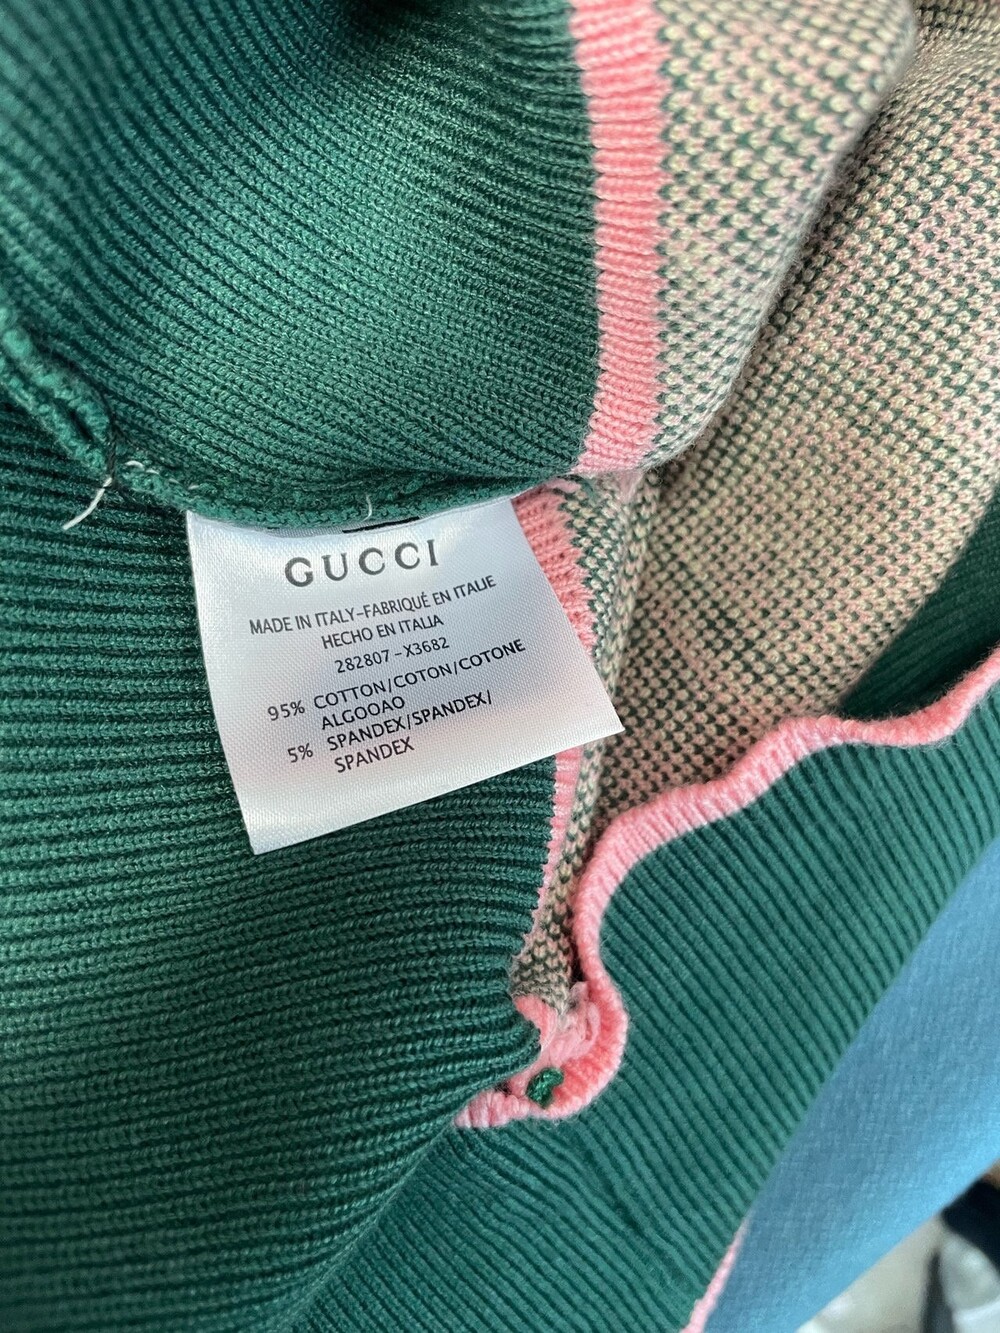 GUCCI
MADE IN ITALY-FABRIQUÉ EN ITALIE
HECHO EN ITALIA
282807-X3682
95% COTTON/COTON/COTONE
ALGOOAO
5% SPANDEX/SPANDEX/
SPANDEX